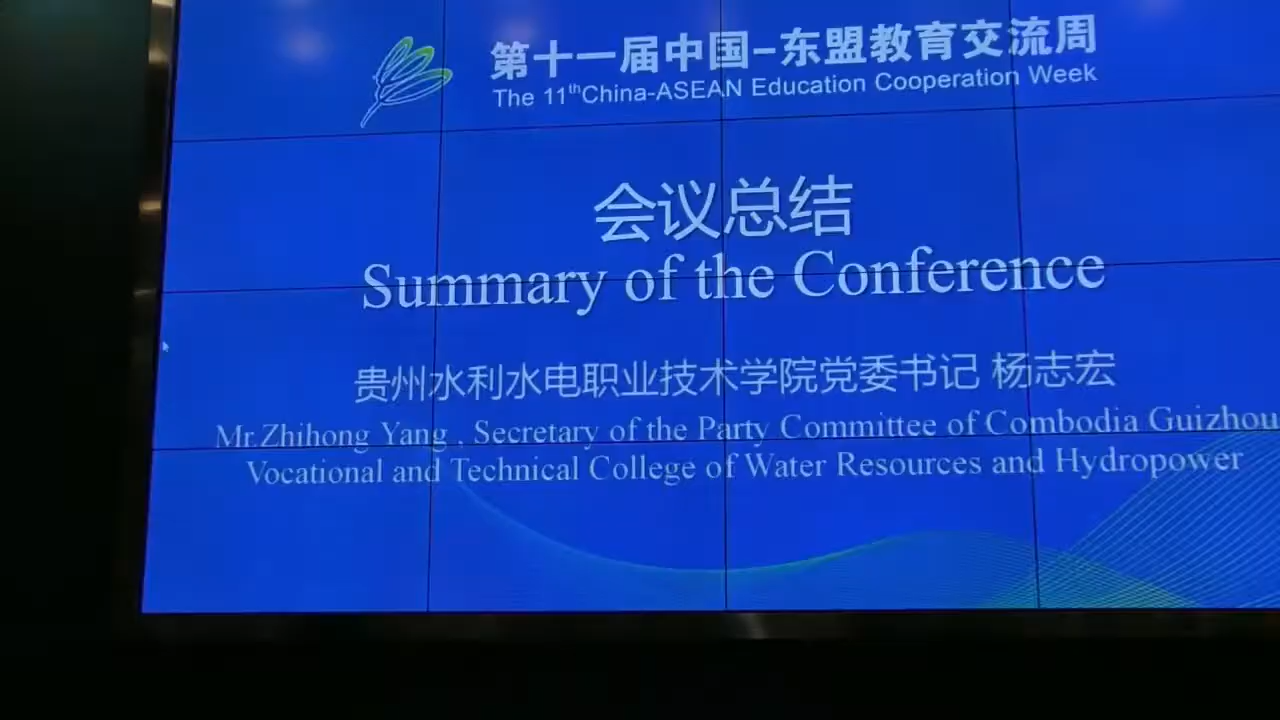 第十一届中国-东盟教育交流周
The 11thChina-ASEAN Education Cooperation Week
会议总结
Summary of the Conference
贵州水利水电职业技术学院党委书记 杨志宏
Mr.Zhihong Yang , Secretary of the Party Committee of Combodia Guizhou
Vocational and Technical College of Water Resources and Hydropower